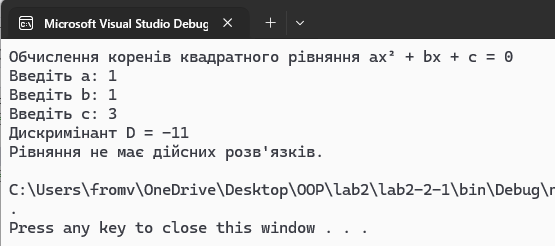 Microsoft Visual Studio Debug
Обчислення коренів квадратного рівняння ax² + bx + c = 0
Введіть a: 1
Введіть b: 1
Введіть c: 3
Дискримінант D = -11
Рівняння не має дійсних розв'язків.
C:\Users\fromv\OneDrive\Desktop\OOP\lab2\lab2-2-1\bin\Debug\n
.
Press any key to close this window . . .